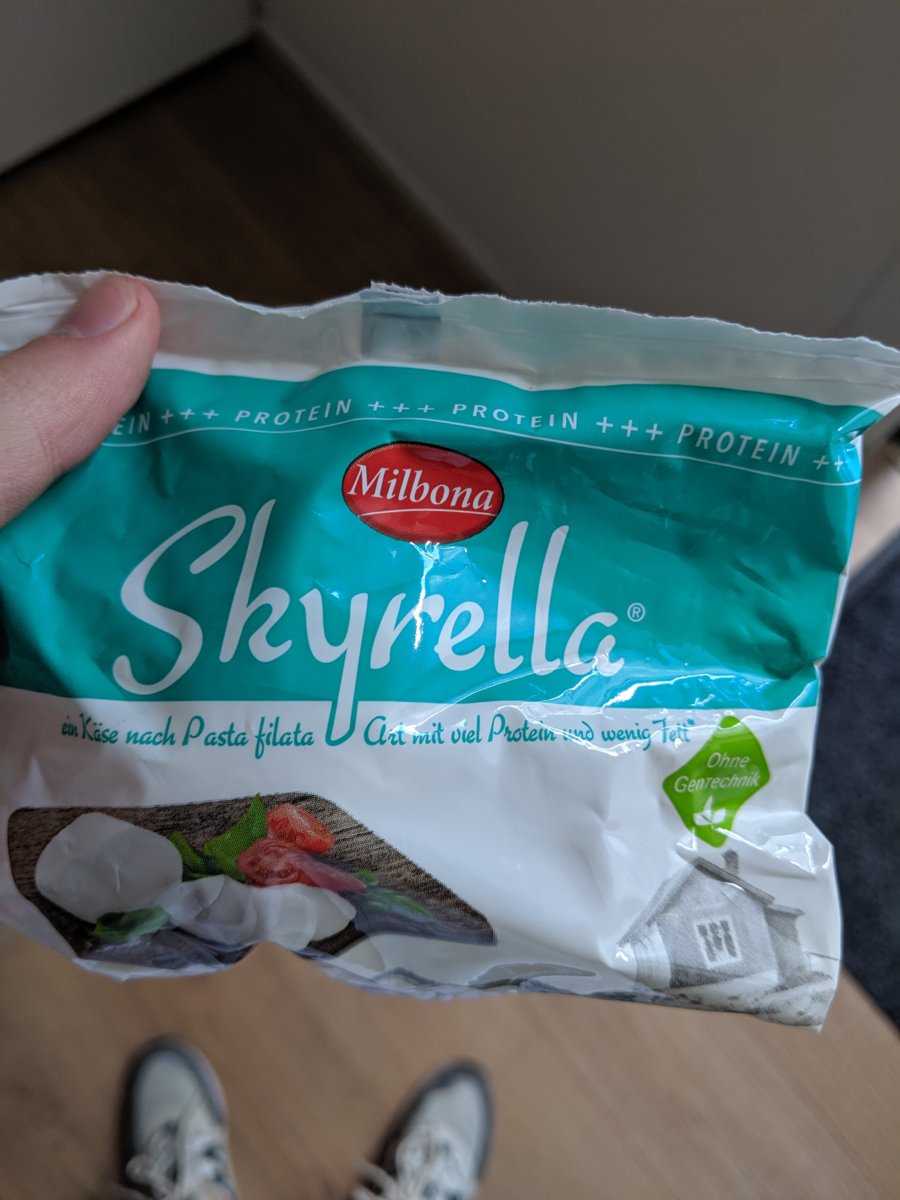 PROTEIN +++ PROTEIN +++ PROTEIN
Milbona
Skyrella®
ein Käse nach Pasta filata Art mit viel Protein und wenig Fett*
Ohne
Gentechnik